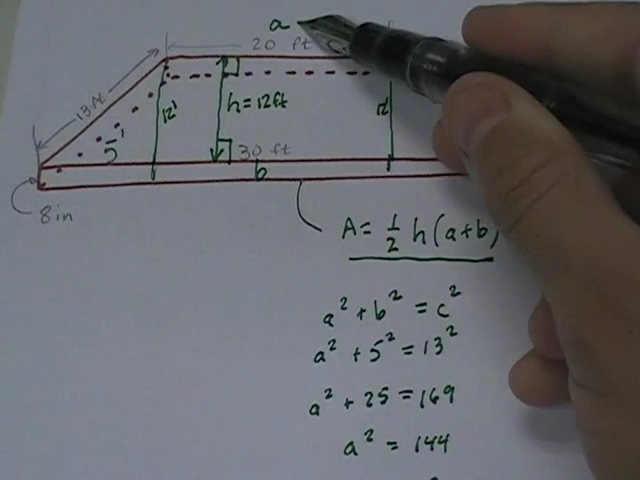 a
20 ft
13 ft
12'
h = 12ft
12'
5'
30 ft
b
8 in
A = 1/2 h(a+b)
a² + b² = c²
a² + 5² = 13²
a² + 25 = 169
a² = 144